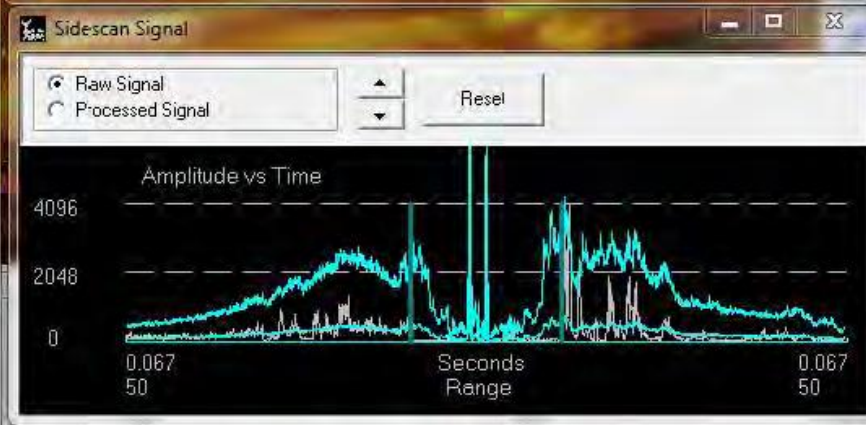 Sidescan Signal
Raw Signal
Processed Signal
Reset
Amplitude vs Time
4096
2048
0
0.067 Seconds 0.067
50 Range 50